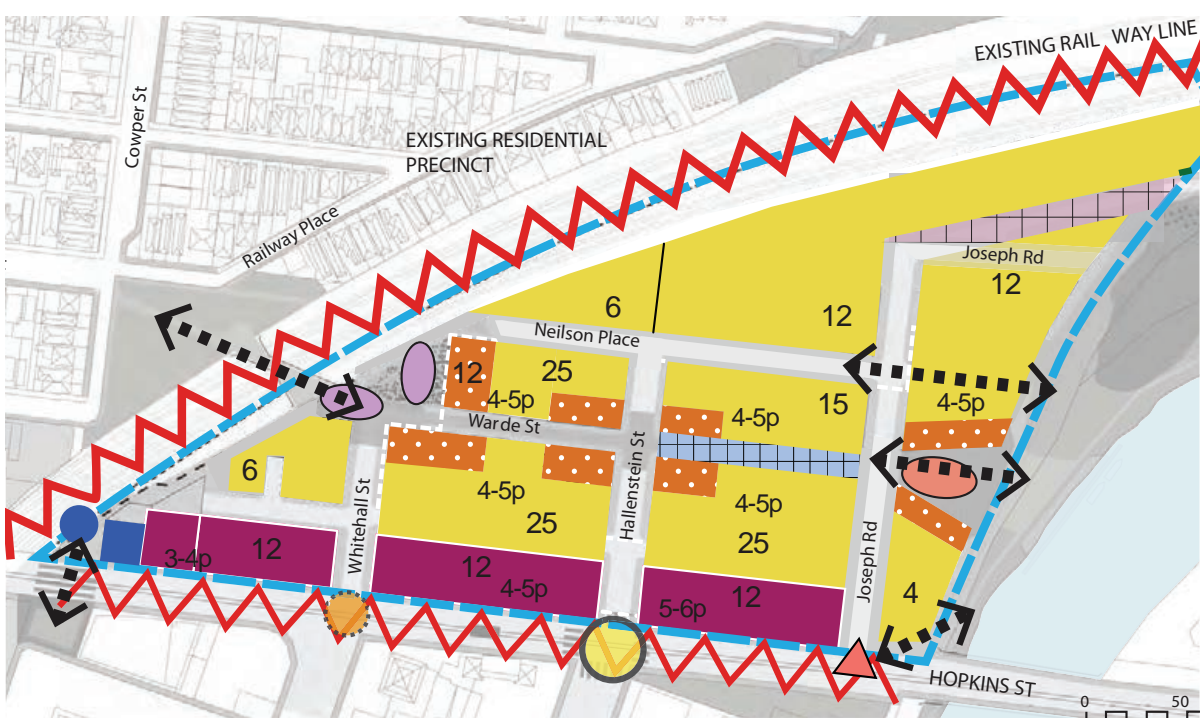 EXISTING RAIL WAY LINE
Cowper St
EXISTING RESIDENTIAL
PRECINCT
Railway Place
Joseph Rd
12
6
12
Neilson Place
12
25
15
4-5p
4-5p
4-5p
Warde St
Hallenstein St
6
4-5p
4-5p
25
25
Whitehall St
Joseph Rd
3-4p
12
12
4-5p
5-6p
12
4
HOPKINS ST
0 50